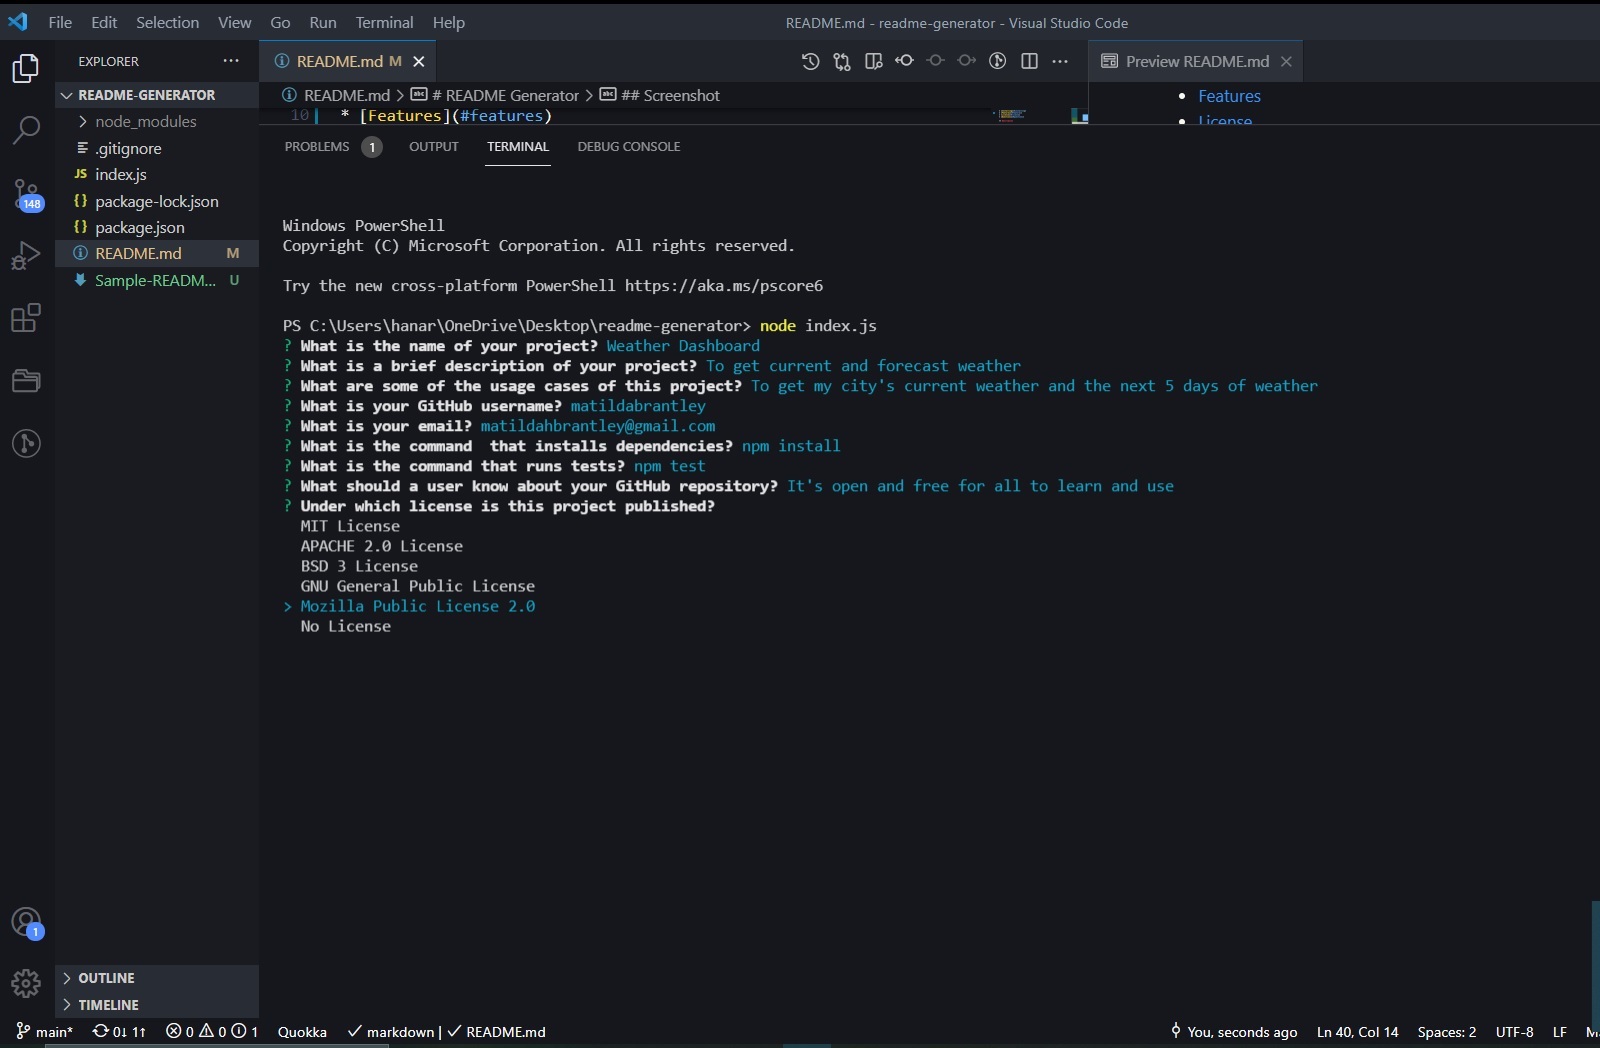 File Edit Selection View Go Run Terminal Help README.md - readme-generator - Visual Studio Code
EXPLORER ···
README-GENERATOR
node_modules
.gitignore
JS index.js
{} package-lock.json
{} package.json
README.md M
Sample-READM... U
148
1
OUTLINE
TIMELINE
README.md M
Preview README.md
README.md > # README Generator > ## Screenshot
10 * [Features](#features)
Features
License
PROBLEMS 1 OUTPUT TERMINAL DEBUG CONSOLE
Windows PowerShell
Copyright (C) Microsoft Corporation. All rights reserved.
Try the new cross-platform PowerShell https://aka.ms/pscore6
PS C:\Users\hanar\OneDrive\Desktop\readme-generator> node index.js
? What is the name of your project? Weather Dashboard
? What is a brief description of your project? To get current and forecast weather
? What are some of the usage cases of this project? To get my city's current weather and the next 5 days of weather
? What is your GitHub username? matildabrantley
? What is your email? matildahbrantley@gmail.com
? What is the command  that installs dependencies? npm install
? What is the command that runs tests? npm test
? What should a user know about your GitHub repository? It's open and free for all to learn and use
? Under which license is this project published?
MIT License
APACHE 2.0 License
BSD 3 License
GNU General Public License
> Mozilla Public License 2.0
No License
main* 0↓ 1↑ 0 0 1 Quokka ✓ markdown | ✓ README.md You, seconds ago Ln 40, Col 14 Spaces: 2 UTF-8 LF